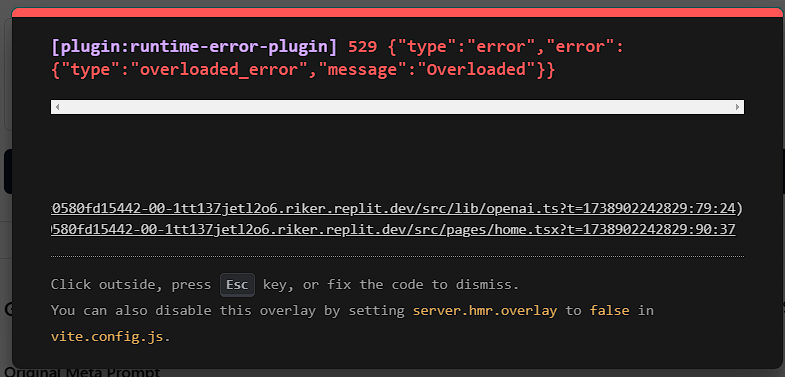 [plugin:runtime-error-plugin] 529 {"type":"error","error":
{"type":"overloaded_error","message":"Overloaded"}}
0580fd15442-00-1tt137jetl2o6.riker.replit.dev/src/lib/openai.ts?t=1738902242829:79:24)
0580fd15442-00-1tt137jetl2o6.riker.replit.dev/src/pages/home.tsx?t=1738902242829:90:37
Click outside, press Esc key, or fix the code to dismiss.
You can also disable this overlay by setting server.hmr.overlay to false in
vite.config.js.
Original Meta Prompt